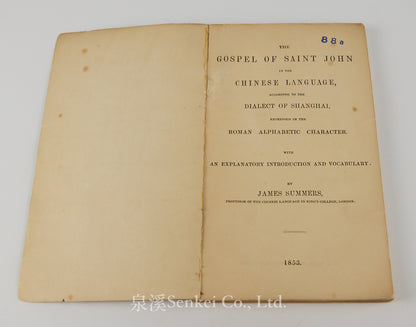 88a
THE
GOSPEL OF SAINT JOHN
IN THE
CHINESE LANGUAGE,
ACCORDING TO THE
DIALECT OF SHANGHAI,
EXPRESSED IN THE
ROMAN ALPHABETIC CHARACTER.
WITH
AN EXPLANATORY INTRODUCTION AND VOCABULARY.
BY
JAMES SUMMERS,
PROFESSOR OF THE CHINESE LANGUAGE IN KING'S COLLEGE, LONDON.
1853.
泉溪Senkei Co., Ltd.